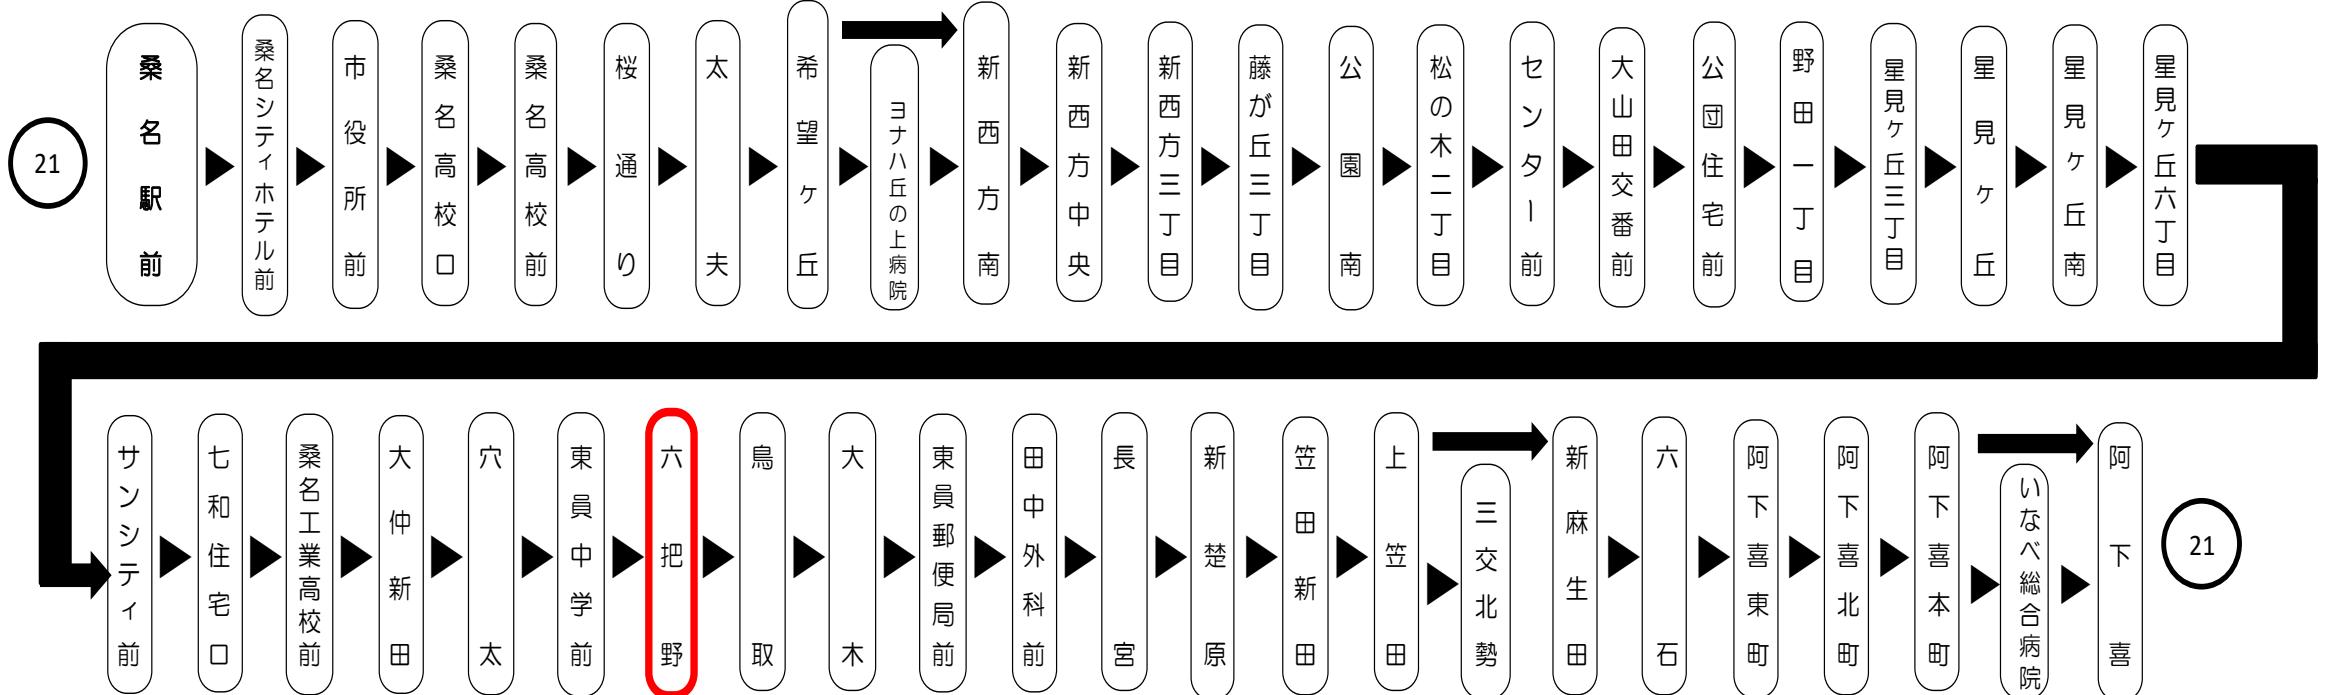 21
桑名駅前
桑名シティホテル前
市役所前
桑名高校口
桑名高校前
桜通り
太夫
希望ヶ丘
ヨナハ丘の上病院
新西方南
新西方中央
新西方三丁目
藤が丘三丁目
公園南
松の木二丁目
センター前
大山田交番前
公団住宅前
野田一丁目
星見ヶ丘三丁目
星見ヶ丘
星見ヶ丘南
星見ケ丘六丁目
サンシティ前
七和住宅口
桑名工業高校前
大仲新田
穴太
東員中学前
六把野
鳥取
大木
東員郵便局前
田中外科前
長宮
新楚原
笠田新田
上笠田
三交北勢
新麻生田
六石
阿下喜東町
阿下喜北町
阿下喜本町
いなべ総合病院
阿下喜
21